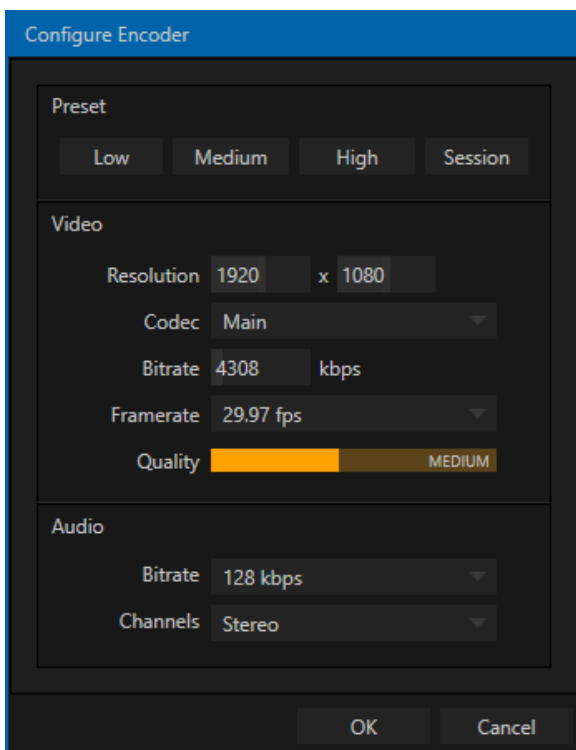 Configure Encoder
Preset
Low Medium High Session
Video
Resolution 1920 x 1080
Codec Main
Bitrate 4308 kbps
Framerate 29.97 fps
Quality MEDIUM
Audio
Bitrate 128 kbps
Channels Stereo
OK Cancel